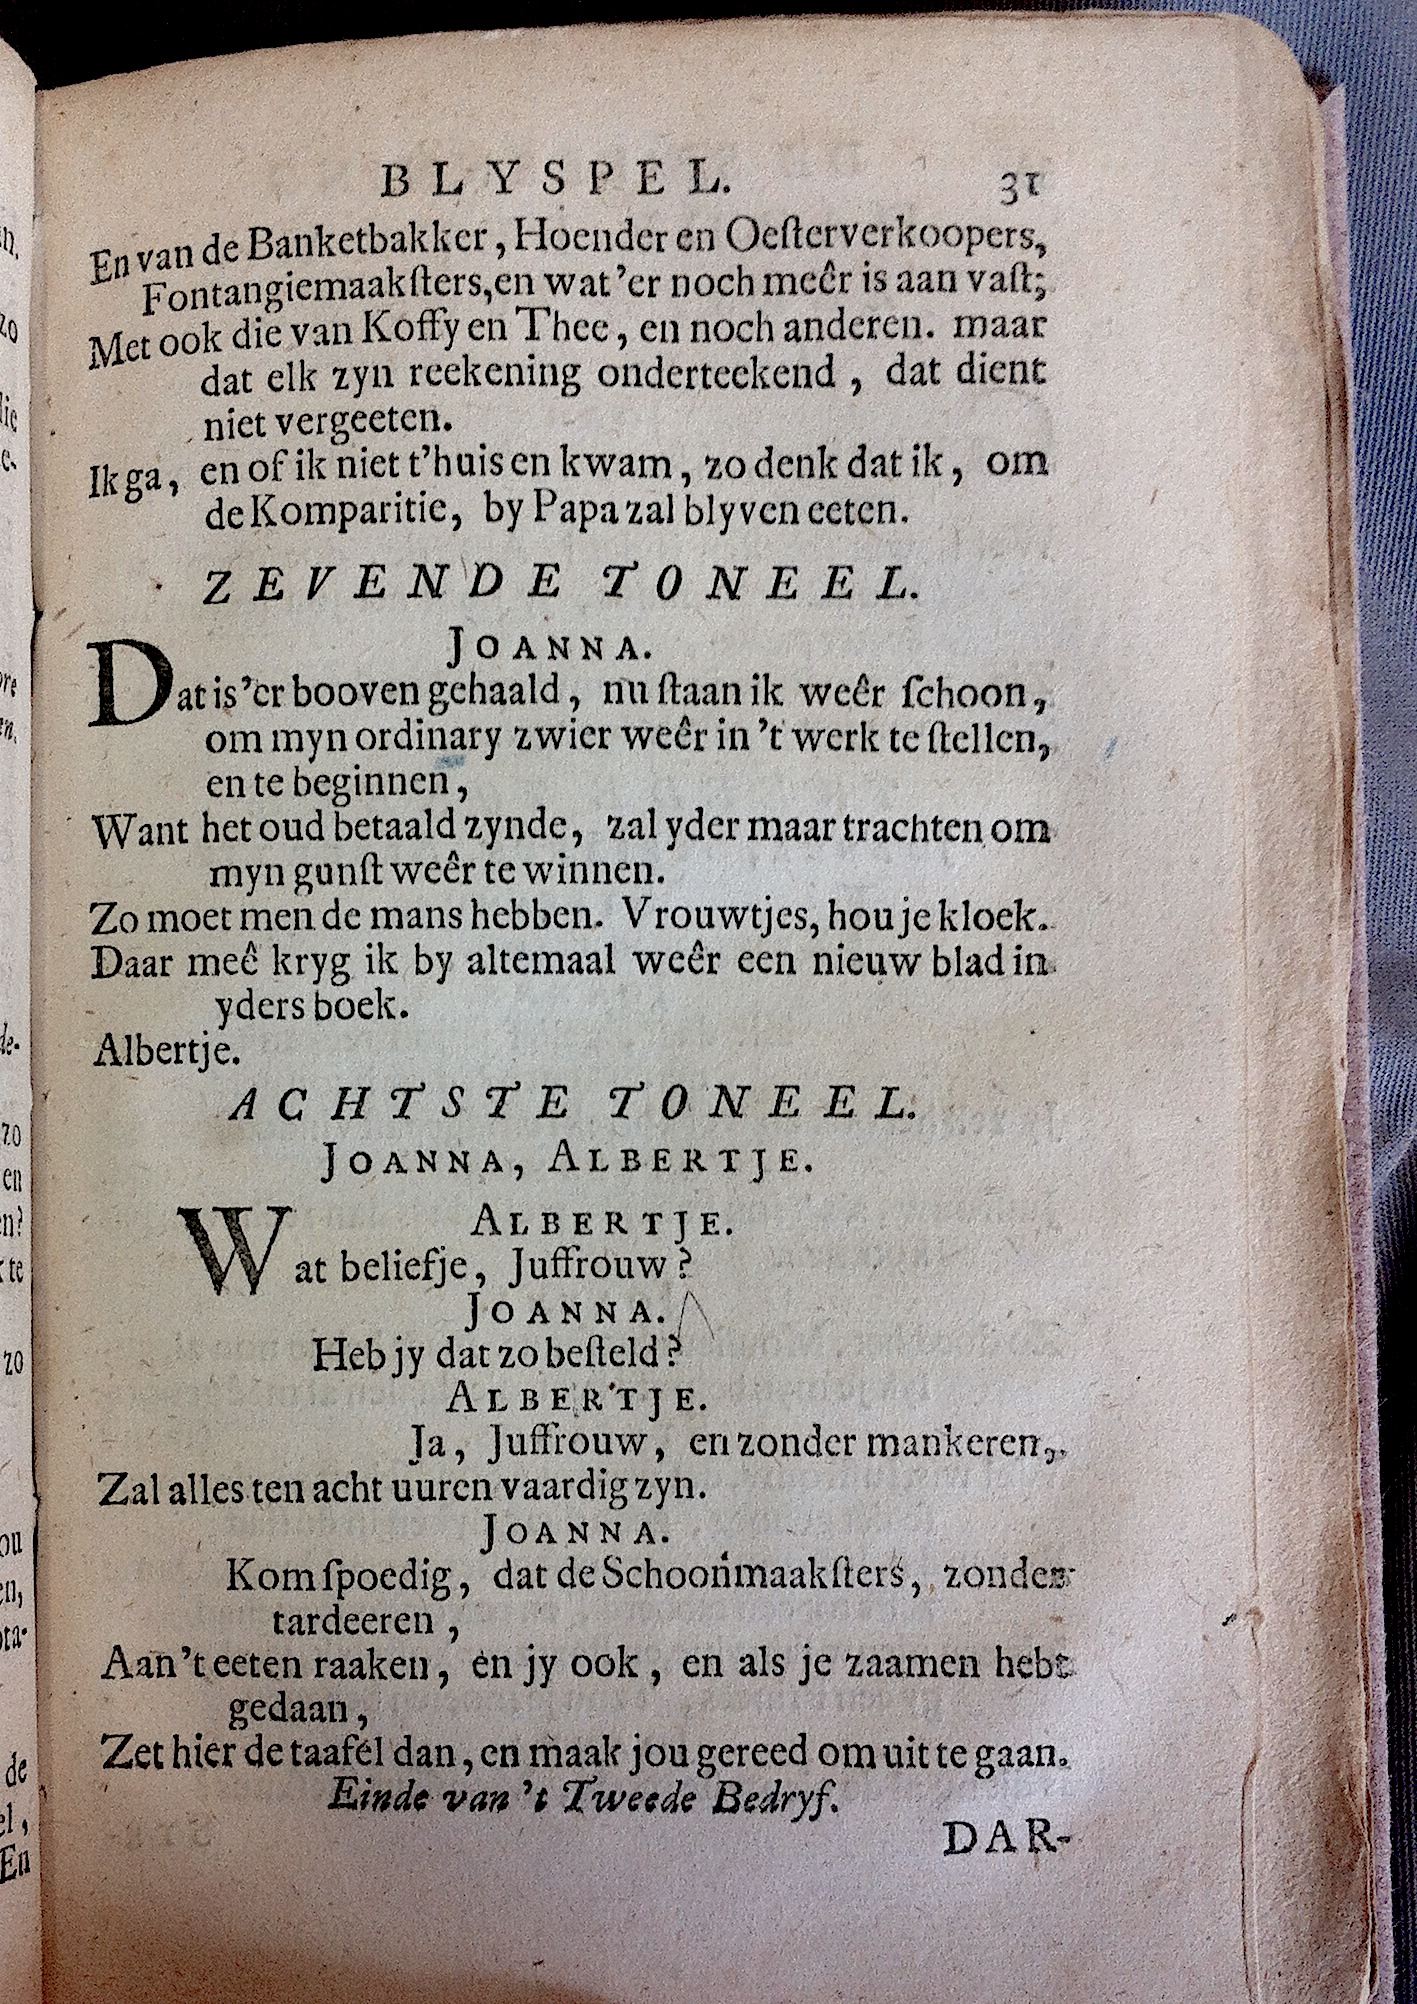 BLYSPEL. 31
En van de Banketbakker, Hoender en Oeſterverkoopers,
Fontangiemaakſters, en wat 'er noch meêr is aan vaſt;
Met ook die van Koffy en Thee, en noch anderen. maar
dat elk zyn reekening onderteekend, dat dient
niet vergeeten.
Ik ga, en of ik niet t'huis en kwam, zo denk dat ik, om
de Komparitie, by Papa zal blyven eeten.
ZEVENDE TONEEL.
JOANNA.
Dat is 'er booven gehaald, nu ſtaan ik weêr ſchoon,
om myn ordinary zwier weêr in 't werk te ſtellen,
en te beginnen,
Want het oud betaald zynde, zal yder maar trachten om
myn gunſt weêr te winnen.
Zo moet men de mans hebben. Vrouwtjes, hou je kloek.
Daar meê kryg ik by altemaal weêr een nieuw blad in
yders boek.
Albertje.
ACHTSTE TONEEL.
JOANNA, ALBERTJE.
ALBERTJE.
Wat beliefje, Juffrouw?
JOANNA.
Heb jy dat zo beſteld?
ALBERTJE.
Ja, Juffrouw, en zonder mankeren,
Zal alles ten acht uuren vaardig zyn.
JOANNA.
Kom ſpoedig, dat de Schoonmaakſters, zonder
tardeeren,
Aan 't eeten raaken, en jy ook, en als je zaamen hebt
gedaan,
Zet hier de taafel dan, en maak jou gereed om uit te gaan.
Einde van 't Tweede Bedryf.
DAR-